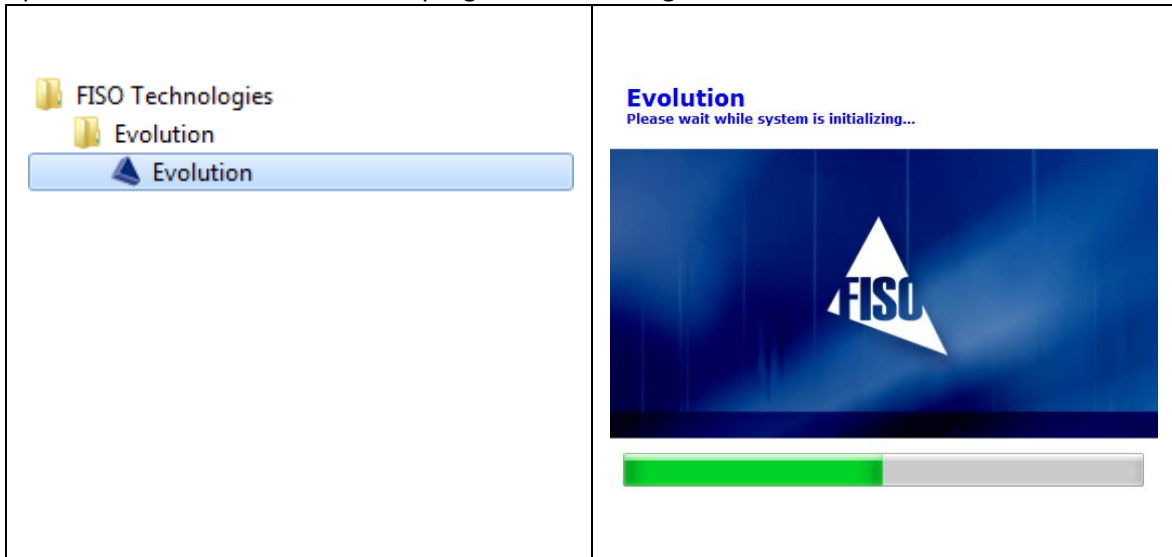 FISO Technologies
Evolution
Evolution
Evolution
Please wait while system is initializing...
FISO